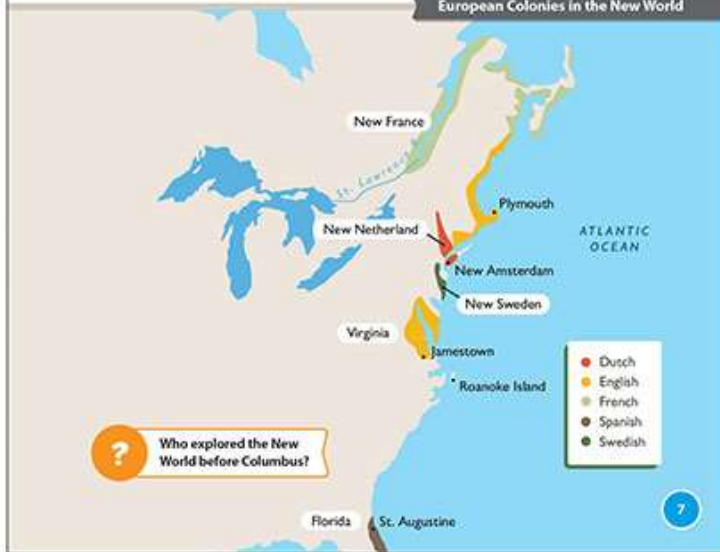 European Colonies in the New World
New France
St. Lawrence
Plymouth
New Netherland
ATLANTIC
OCEAN
New Amsterdam
New Sweden
Virginia
Jamestown
Roanoke Island
Dutch
English
French
Spanish
Swedish
?
Who explored the New
World before Columbus?
Florida
St. Augustine
7